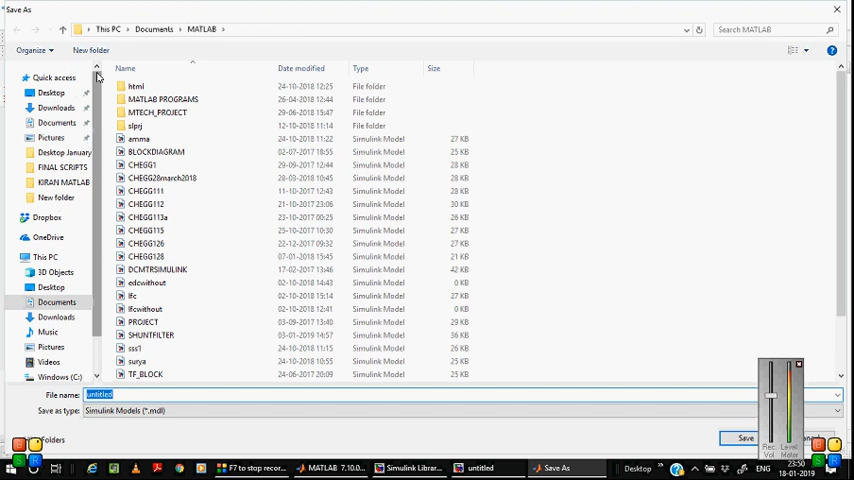 Save As
This PC > Documents > MATLAB >
Search MATLAB
Organize
New folder
Name Date modified Type Size
Quick access
Desktop
Downloads
Documents
Pictures
Desktop January
FINAL SCRIPTS
KIRAN MATLAB
New folder
Dropbox
OneDrive
This PC
3D Objects
Desktop
Documents
Downloads
Music
Pictures
Videos
Windows (C:)
html 24-10-2018 12:25 File folder
MATLAB PROGRAMS 26-04-2018 12:44 File folder
MTECH_PROJECT 29-06-2018 15:47 File folder
slprj 12-10-2018 11:14 File folder
amma 24-10-2018 11:22 Simulink Model 27 KB
BLOCKDIAGRAM 02-07-2017 18:55 Simulink Model 25 KB
CHEGG1 29-09-2017 12:44 Simulink Model 28 KB
CHEGG28march2018 28-03-2018 10:45 Simulink Model 28 KB
CHEGG111 11-10-2017 12:43 Simulink Model 28 KB
CHEGG112 21-10-2017 23:06 Simulink Model 30 KB
CHEGG113a 23-10-2017 00:25 Simulink Model 26 KB
CHEGG115 25-10-2017 10:30 Simulink Model 27 KB
CHEGG126 22-12-2017 09:32 Simulink Model 27 KB
CHEGG128 07-01-2018 15:45 Simulink Model 21 KB
DCMTRSIMULINK 17-02-2017 13:46 Simulink Model 42 KB
edcwithout 02-10-2018 14:43 Simulink Model 0 KB
lfc 02-10-2018 15:14 Simulink Model 27 KB
lfcwithout 02-10-2018 14:41 Simulink Model 0 KB
PROJECT 03-09-2017 13:40 Simulink Model 29 KB
SHUNTFILTER 03-01-2019 14:57 Simulink Model 36 KB
sss1 24-10-2018 11:15 Simulink Model 26 KB
surya 24-10-2018 10:55 Simulink Model 25 KB
TF_BLOCK 24-06-2017 20:09 Simulink Model 25 KB
File name: untitled
Save as type: Simulink Models (*.mdl)
Folders
Save
Rec. Vol
Level Meter
F7 to stop recor...
MATLAB 7.10.0...
Simulink Librar...
untitled
Save As
Desktop
ENG
23:50
18-01-2019